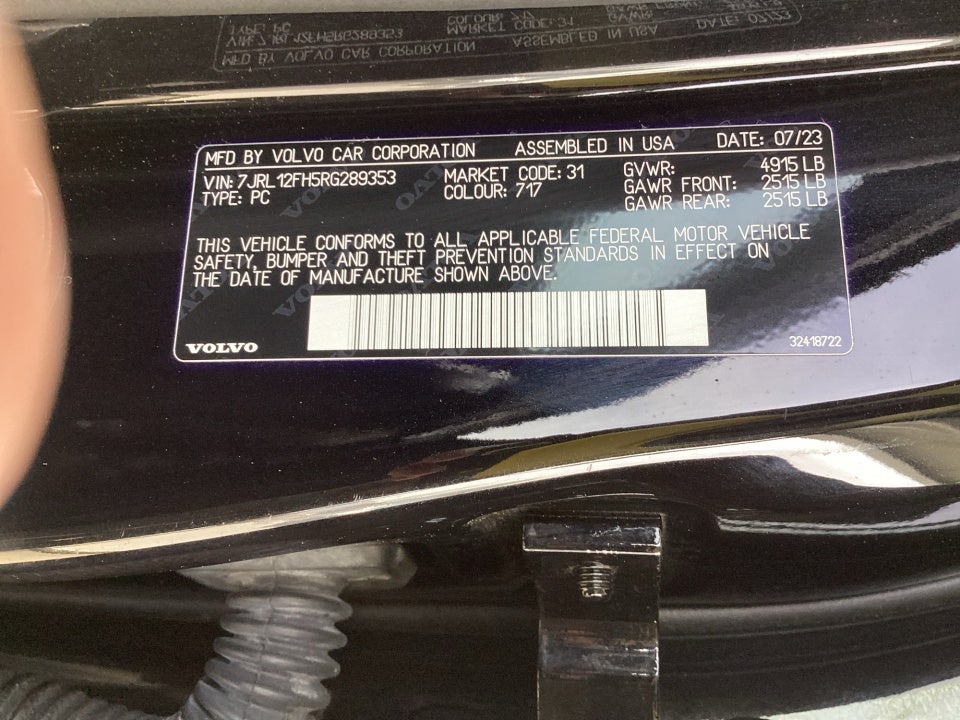 MFD BY VOLVO CAR CORPORATION ASSEMBLED IN USA DATE: 07/23
VIN: 7JRL12FH5RG289353 MARKET CODE: 31 GVWR: 4915 LB
TYPE: PC COLOUR: 717 GAWR FRONT: 2515 LB
GAWR REAR: 2515 LB
THIS VEHICLE CONFORMS TO ALL APPLICABLE FEDERAL MOTOR VEHICLE
SAFETY, BUMPER AND THEFT PREVENTION STANDARDS IN EFFECT ON
THE DATE OF MANUFACTURE SHOWN ABOVE.
VOLVO 32418722